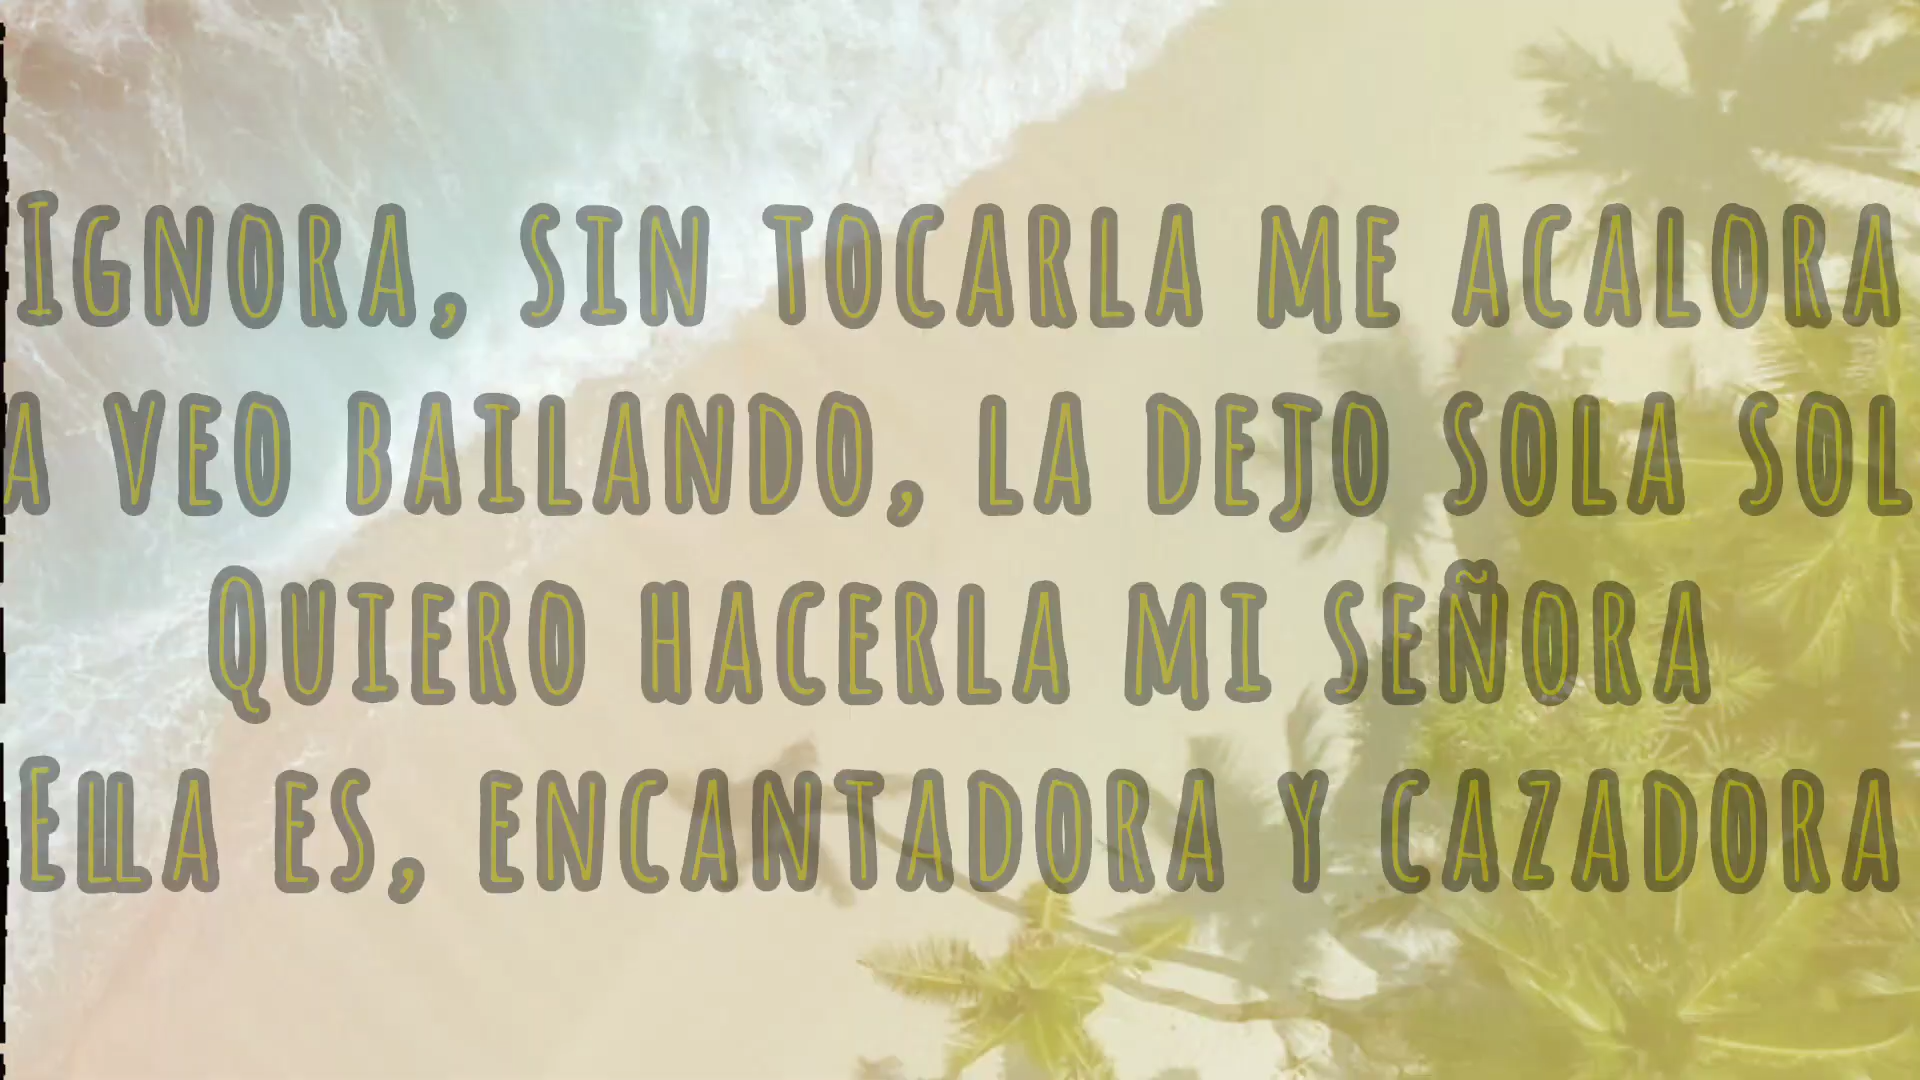 Ignora, sin tocarla me acalora
a veo bailando, la dejo sola sol
Quiero hacerla mi señora
Ella es, encantadora y cazadora